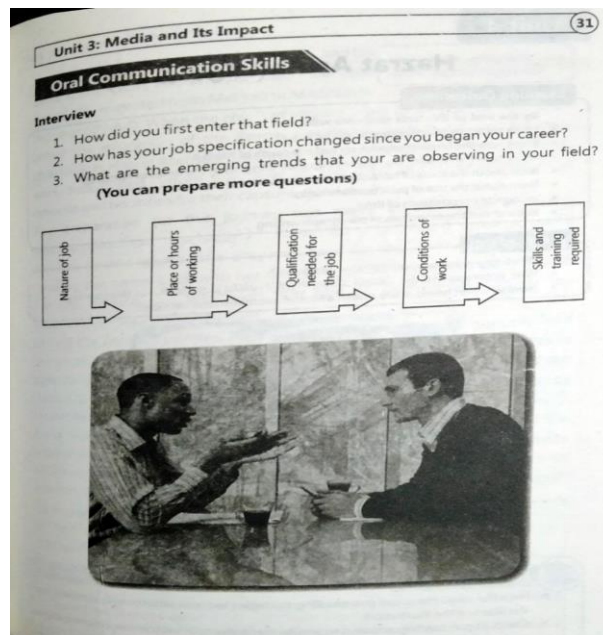 Unit 3: Media and Its Impact
31
Oral Communication Skills
Interview
1. How did you first enter that field?
2. How has your job specification changed since you began your career?
3. What are the emerging trends that your are observing in your field?
(You can prepare more questions)
Nature of job
Place or hours
of working
Qualification
needed for
the job
Conditions of
work
Skills and
training
required